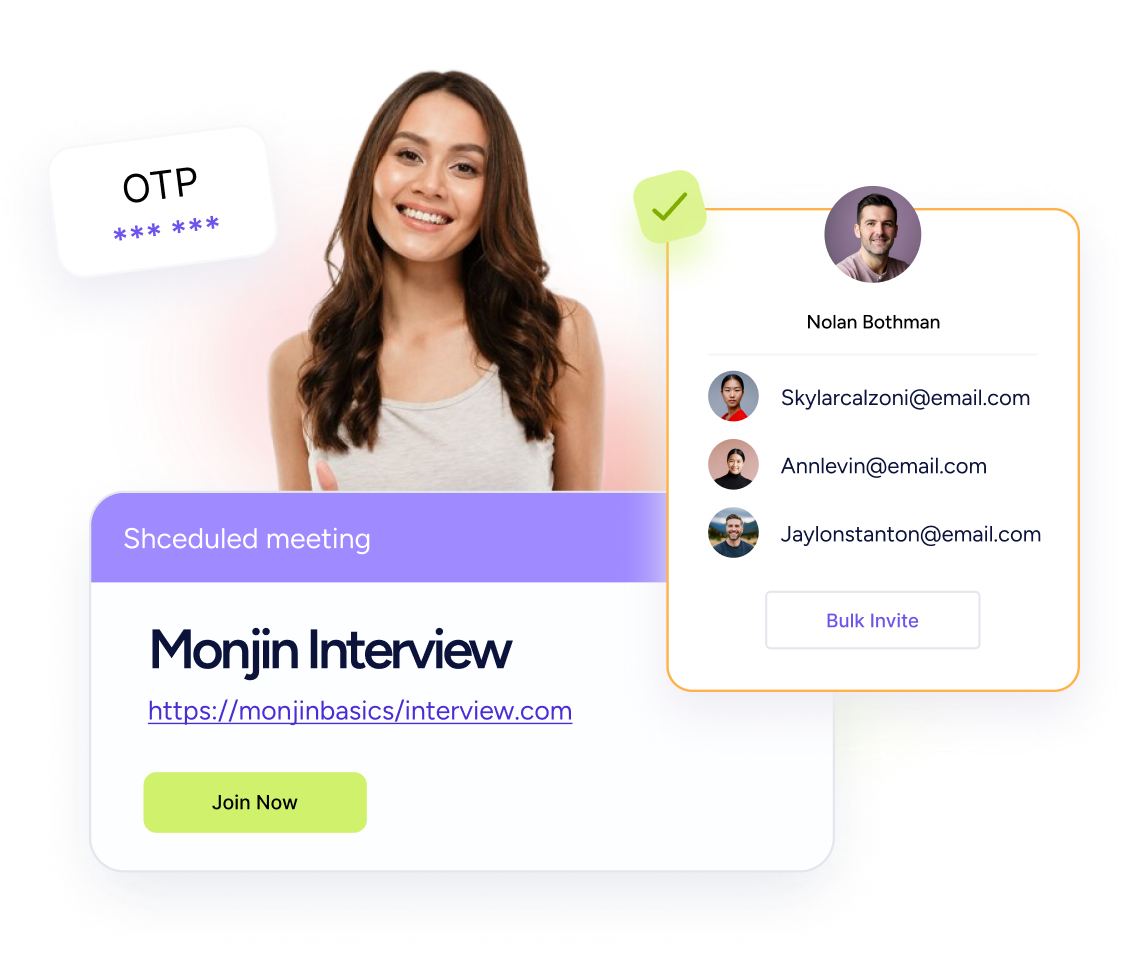 OTP
*** ***
Nolan Bothman
Skylarcalzoni@email.com
Annlevin@email.com
Jaylonstanton@email.com
Bulk Invite
Shceduled meeting
Monjin Interview
https://monjinbasics/interview.com
Join Now